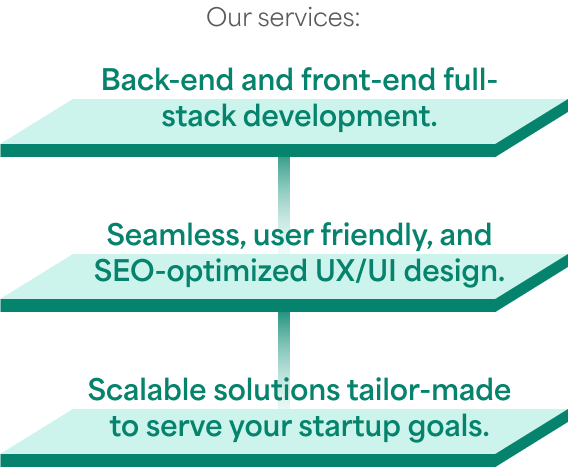 Our services:
Back-end and front-end full-
stack development.
Seamless, user friendly, and
SEO-optimized UX/UI design.
Scalable solutions tailor-made
to serve your startup goals.